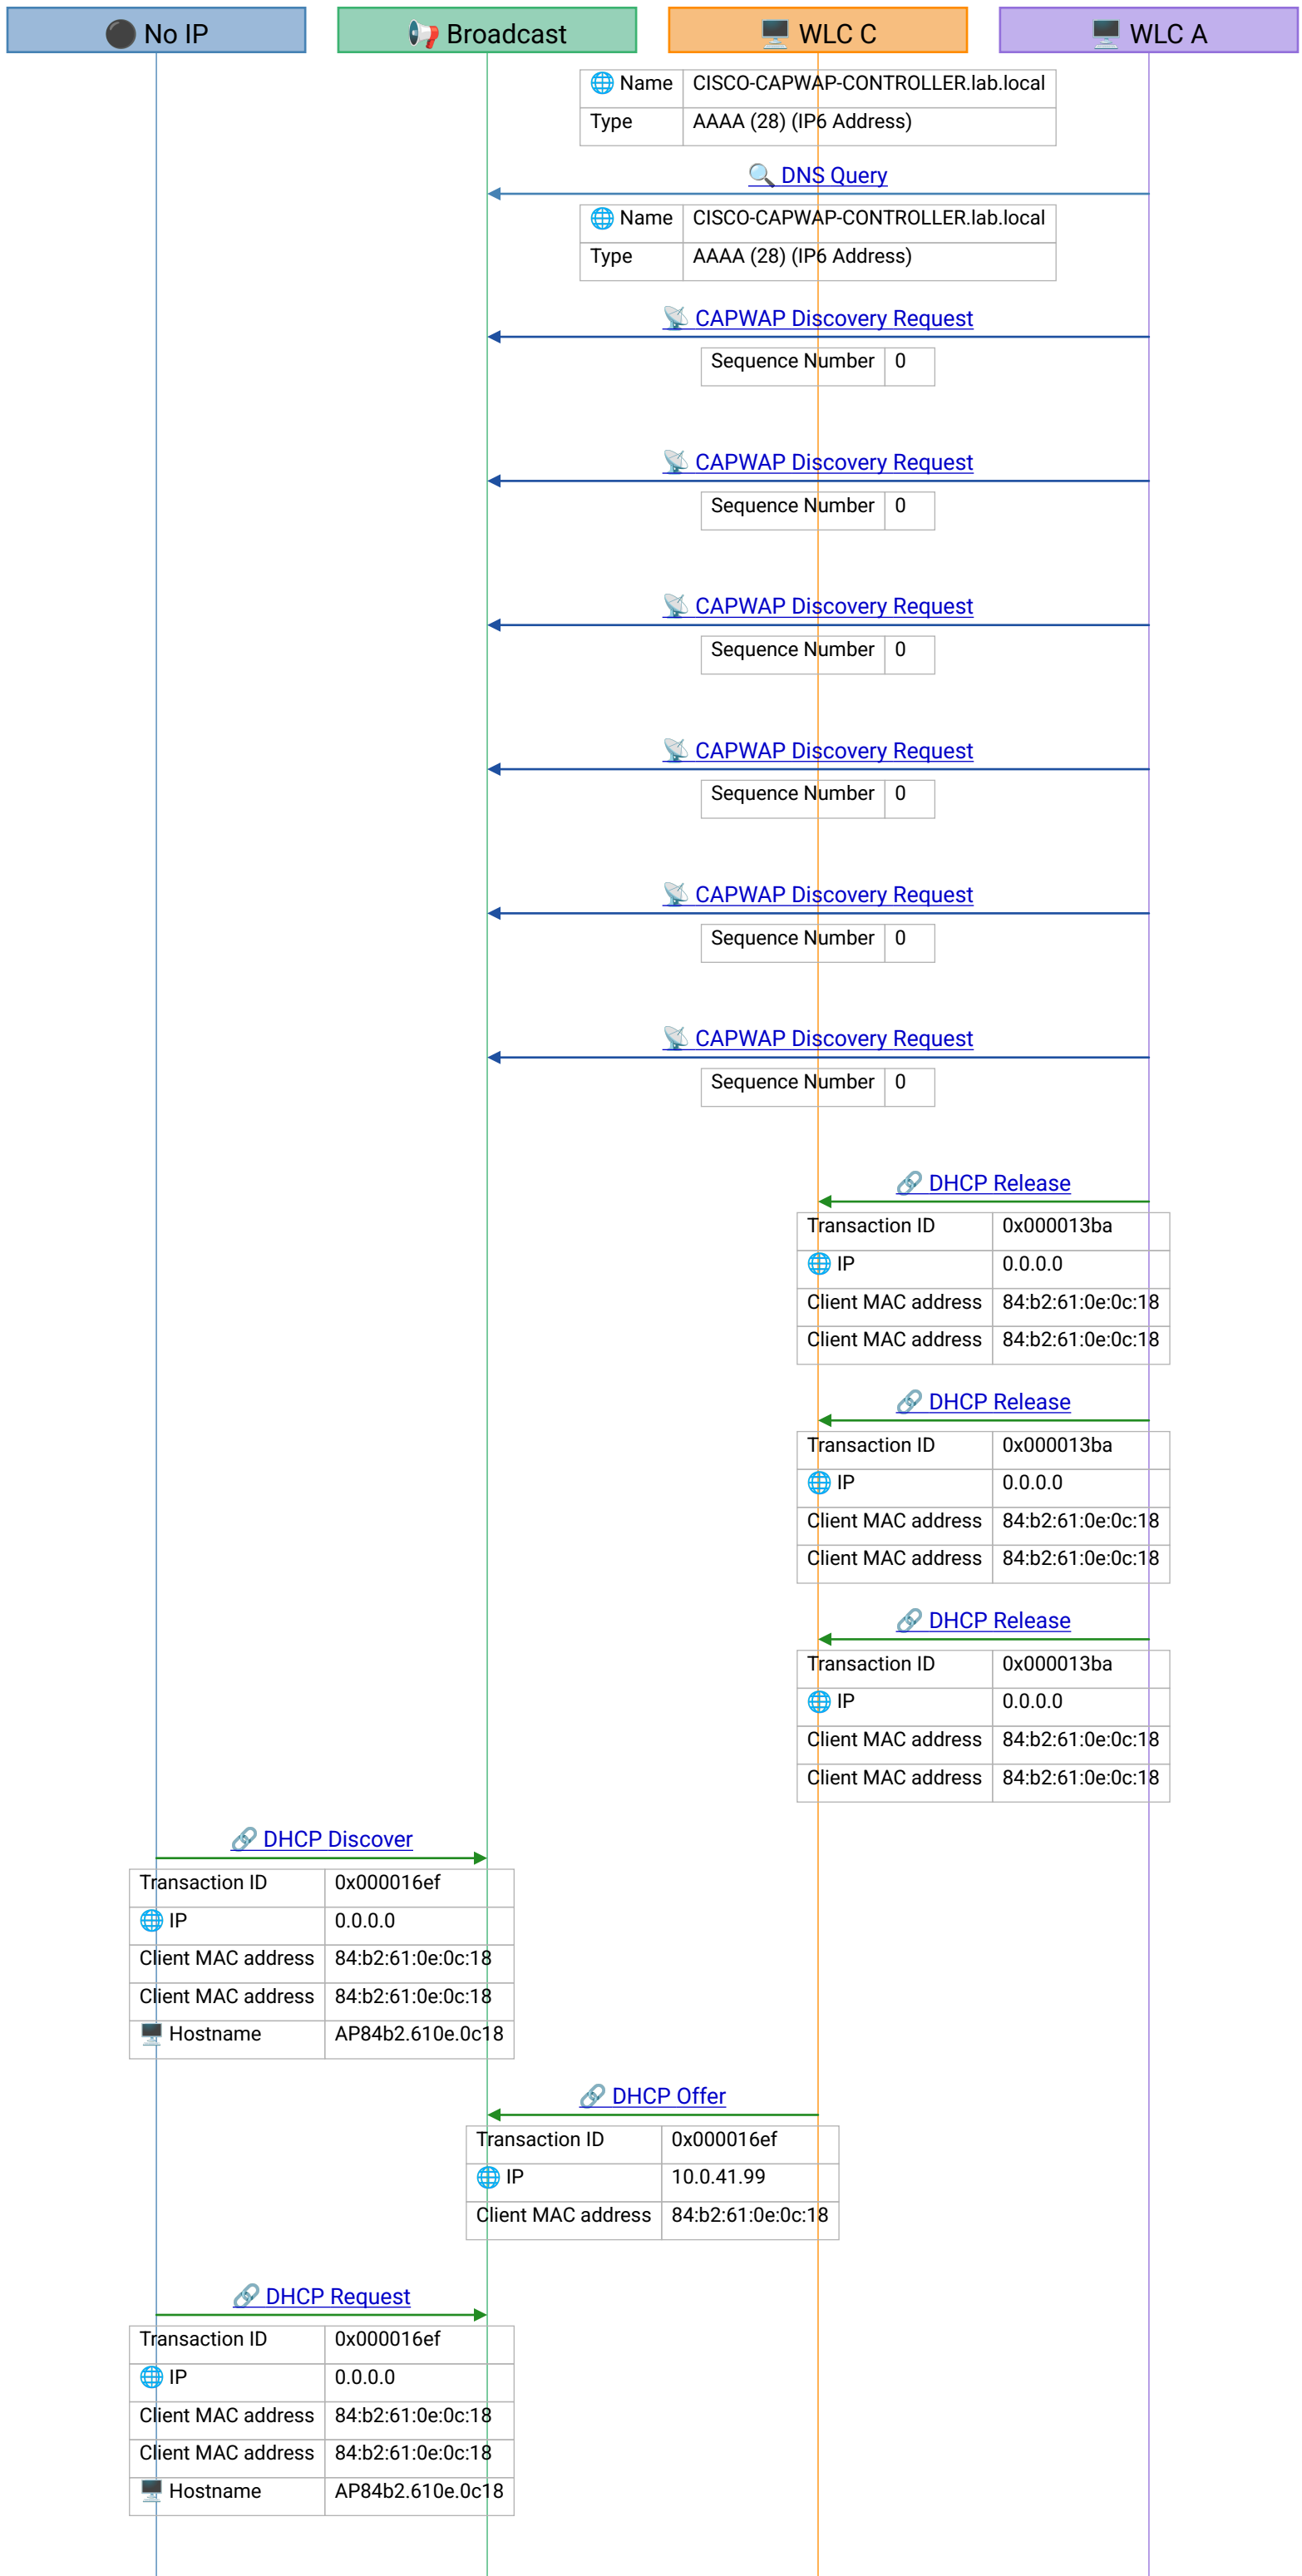 No IP
Broadcast
WLC C
WLC A
Name CISCO-CAPWAP-CONTROLLER.lab.local
Type AAAA (28) (IP6 Address)
DNS Query
Name CISCO-CAPWAP-CONTROLLER.lab.local
Type AAAA (28) (IP6 Address)
CAPWAP Discovery Request
Sequence Number 0
CAPWAP Discovery Request
Sequence Number 0
CAPWAP Discovery Request
Sequence Number 0
CAPWAP Discovery Request
Sequence Number 0
CAPWAP Discovery Request
Sequence Number 0
CAPWAP Discovery Request
Sequence Number 0
DHCP Release
Transaction ID 0x000013ba
IP 0.0.0.0
Client MAC address 84:b2:61:0e:0c:18
Client MAC address 84:b2:61:0e:0c:18
DHCP Release
Transaction ID 0x000013ba
IP 0.0.0.0
Client MAC address 84:b2:61:0e:0c:18
Client MAC address 84:b2:61:0e:0c:18
DHCP Release
Transaction ID 0x000013ba
IP 0.0.0.0
Client MAC address 84:b2:61:0e:0c:18
Client MAC address 84:b2:61:0e:0c:18
DHCP Discover
Transaction ID 0x000016ef
IP 0.0.0.0
Client MAC address 84:b2:61:0e:0c:18
Client MAC address 84:b2:61:0e:0c:18
Hostname AP84b2.610e.0c18
DHCP Offer
Transaction ID 0x000016ef
IP 10.0.41.99
Client MAC address 84:b2:61:0e:0c:18
DHCP Request
Transaction ID 0x000016ef
IP 0.0.0.0
Client MAC address 84:b2:61:0e:0c:18
Client MAC address 84:b2:61:0e:0c:18
Hostname AP84b2.610e.0c18